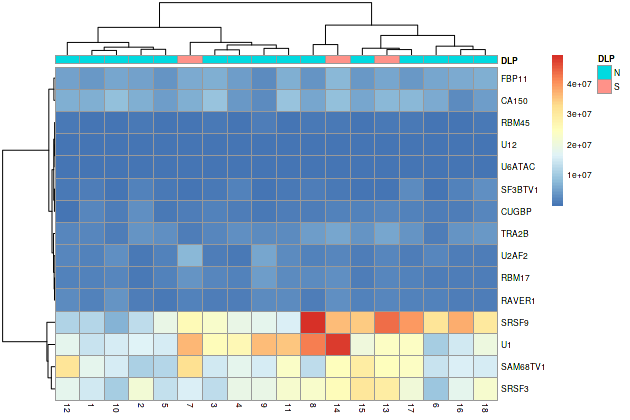 DLP
DLP
FBP11
N
CA150
S
4e+07
RBM45
3e+07
U12
2e+07
U6ATAC
1e+07
SF3BTV1
CUGBP
TRA2B
U2AF2
RBM17
RAVER1
SRSF9
U1
SAM68TV1
SRSF3
12 1 10 2 5 7 3 4 9 11 8 14 15 13 17 6 16 18